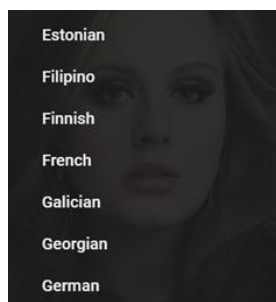 Estonian
Filipino
Finnish
French
Galician
Georgian
German